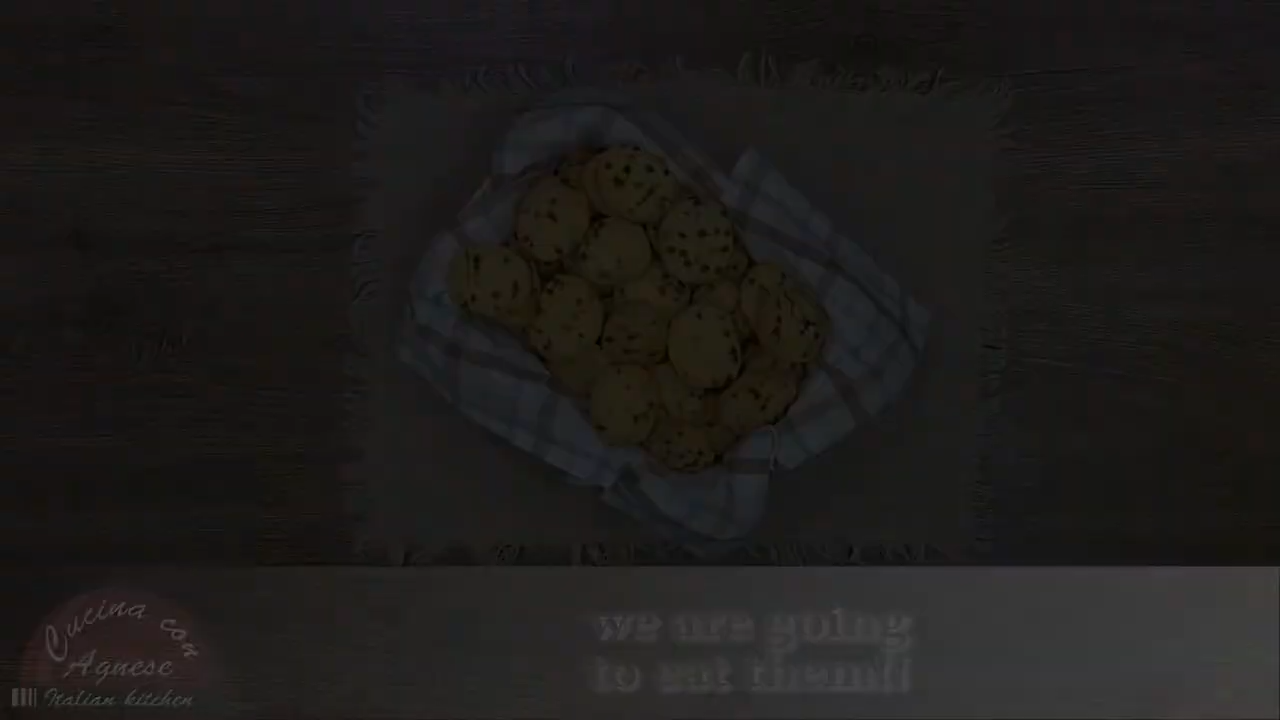 Cucina con
Agnese
Italian kitchen
we are going
to eat them!!